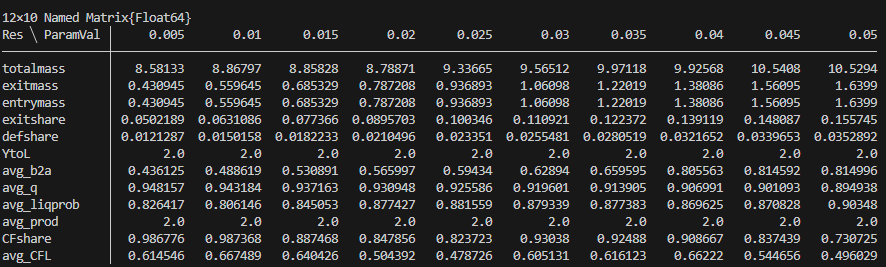 12×10 Named Matrix{Float64}
Res ╲ ParamVal │ 0.005 0.01 0.015 0.02 0.025 0.03 0.035 0.04 0.045 0.05
totalmass │ 8.58133 8.86797 8.85828 8.78871 9.33665 9.56512 9.97118 9.92568 10.5408 10.5294
exitmass │ 0.430945 0.559645 0.685329 0.787208 0.936893 1.06098 1.22019 1.38086 1.56095 1.6399
entrymass │ 0.430945 0.559645 0.685329 0.787208 0.936893 1.06098 1.22019 1.38086 1.56095 1.6399
exitshare │ 0.0502189 0.0631086 0.077366 0.0895703 0.100346 0.110921 0.122372 0.139119 0.148087 0.155745
defshare │ 0.0121287 0.0150158 0.0182233 0.0210496 0.023351 0.0255481 0.0280519 0.0321652 0.0339653 0.0352892
YtoL │ 2.0 2.0 2.0 2.0 2.0 2.0 2.0 2.0 2.0 2.0
avg_b2a │ 0.436125 0.488619 0.530891 0.565997 0.59434 0.62894 0.659595 0.805563 0.814592 0.814996
avg_q │ 0.948157 0.943184 0.937163 0.930948 0.925586 0.919601 0.913905 0.906991 0.901093 0.894938
avg_liqprob │ 0.826417 0.806146 0.845053 0.877427 0.881559 0.879339 0.877383 0.869625 0.870828 0.90348
avg_prod │ 2.0 2.0 2.0 2.0 2.0 2.0 2.0 2.0 2.0 2.0
CFshare │ 0.986776 0.987368 0.887468 0.847856 0.823723 0.93038 0.92488 0.908667 0.837439 0.730725
avg_CFL │ 0.614546 0.667489 0.640426 0.504392 0.478726 0.605131 0.616123 0.66222 0.544656 0.496029